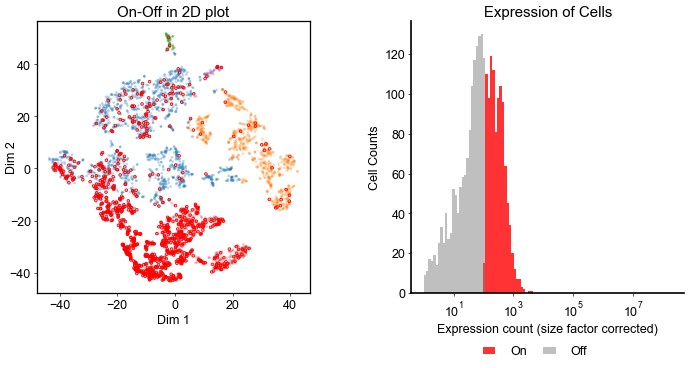 On-Off in 2D plot
40
20
0
−20
−40
Dim 2
−40
−20
0
20
40
Dim 1
Expression of Cells
120
100
80
60
40
20
0
Cell Counts
10^1
10^3
10^5
10^7
Expression count (size factor corrected)
On
Off